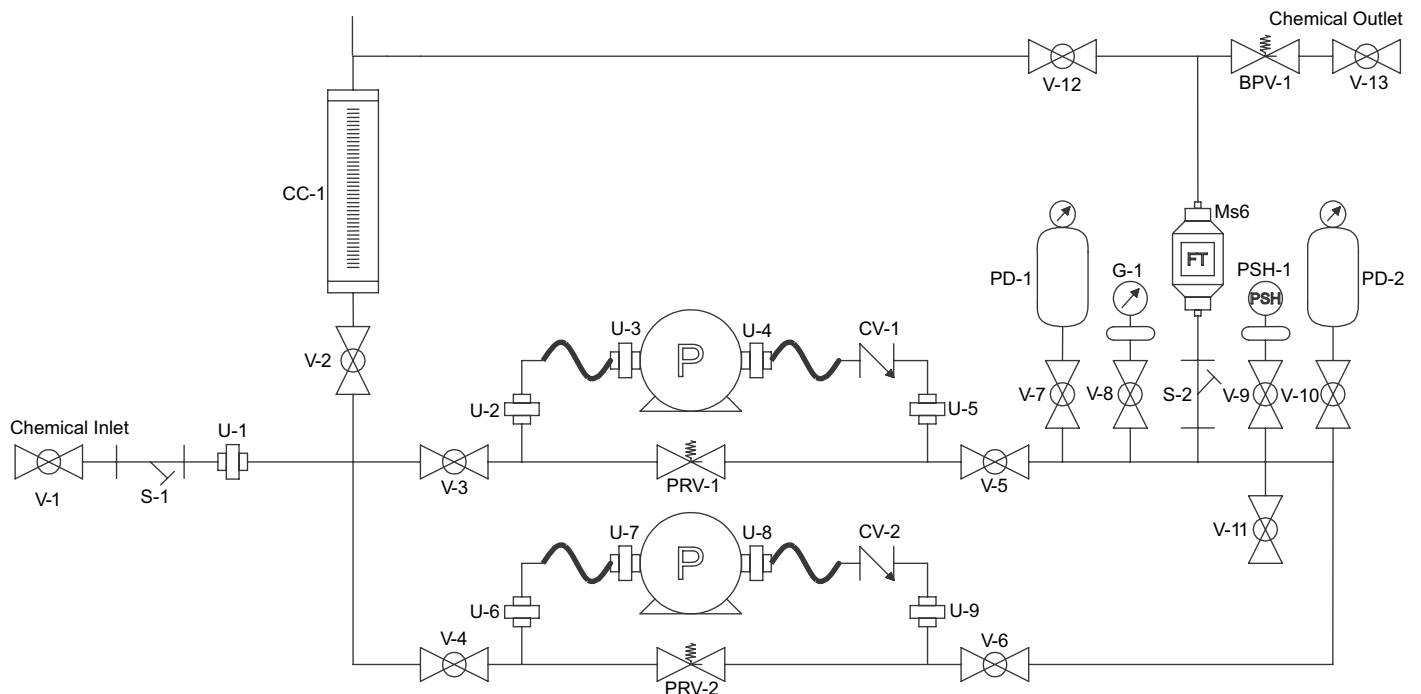 Chemical Outlet
V-12
BPV-1
V-13
CC-1
Ms6
FT
PD-1
G-1
PSH-1
PSH
PD-2
V-2
U-3
P
U-4
CV-1
U-2
U-5
V-7
V-8
S-2
V-9
V-10
Chemical Inlet
U-1
V-1
S-1
V-3
PRV-1
V-5
V-11
U-7
P
U-8
CV-2
U-6
U-9
V-4
PRV-2
V-6